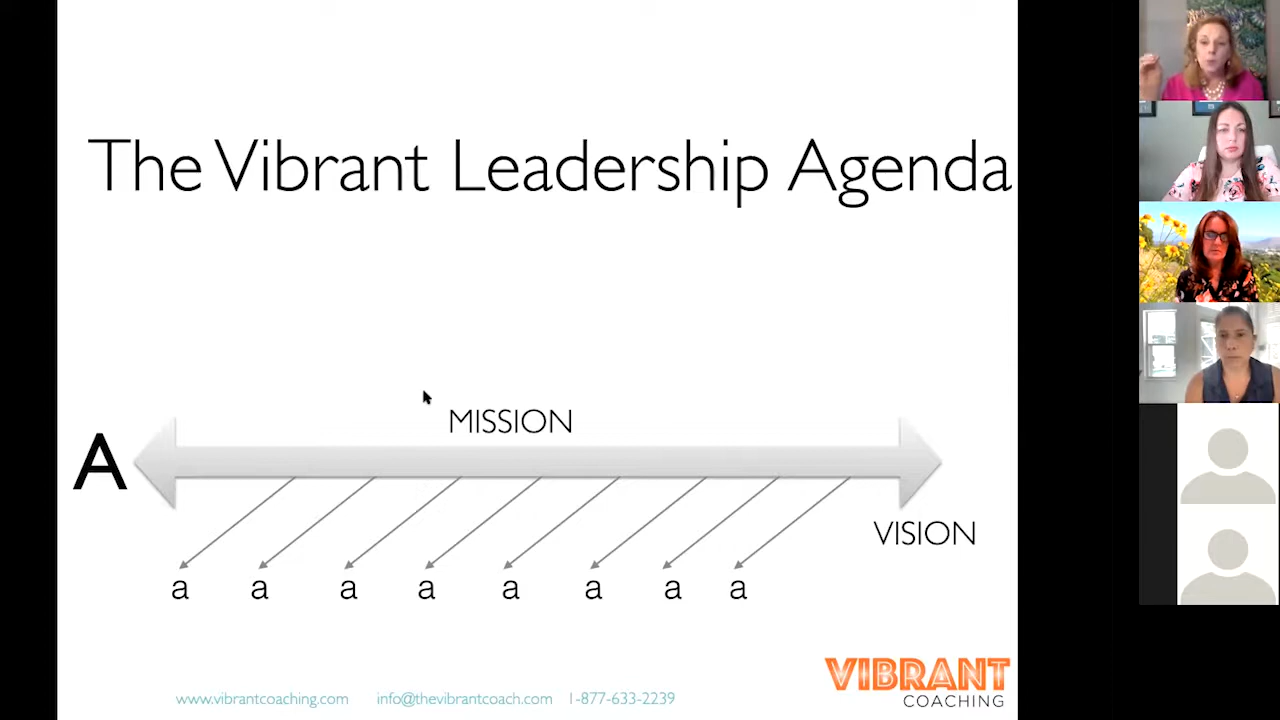 The Vibrant Leadership Agenda
MISSION
A
VISION
a a a a a a a a
VIBRANT
COACHING
www.vibrantcoaching.com info@thevibrantcoach.com 1-877-633-2239